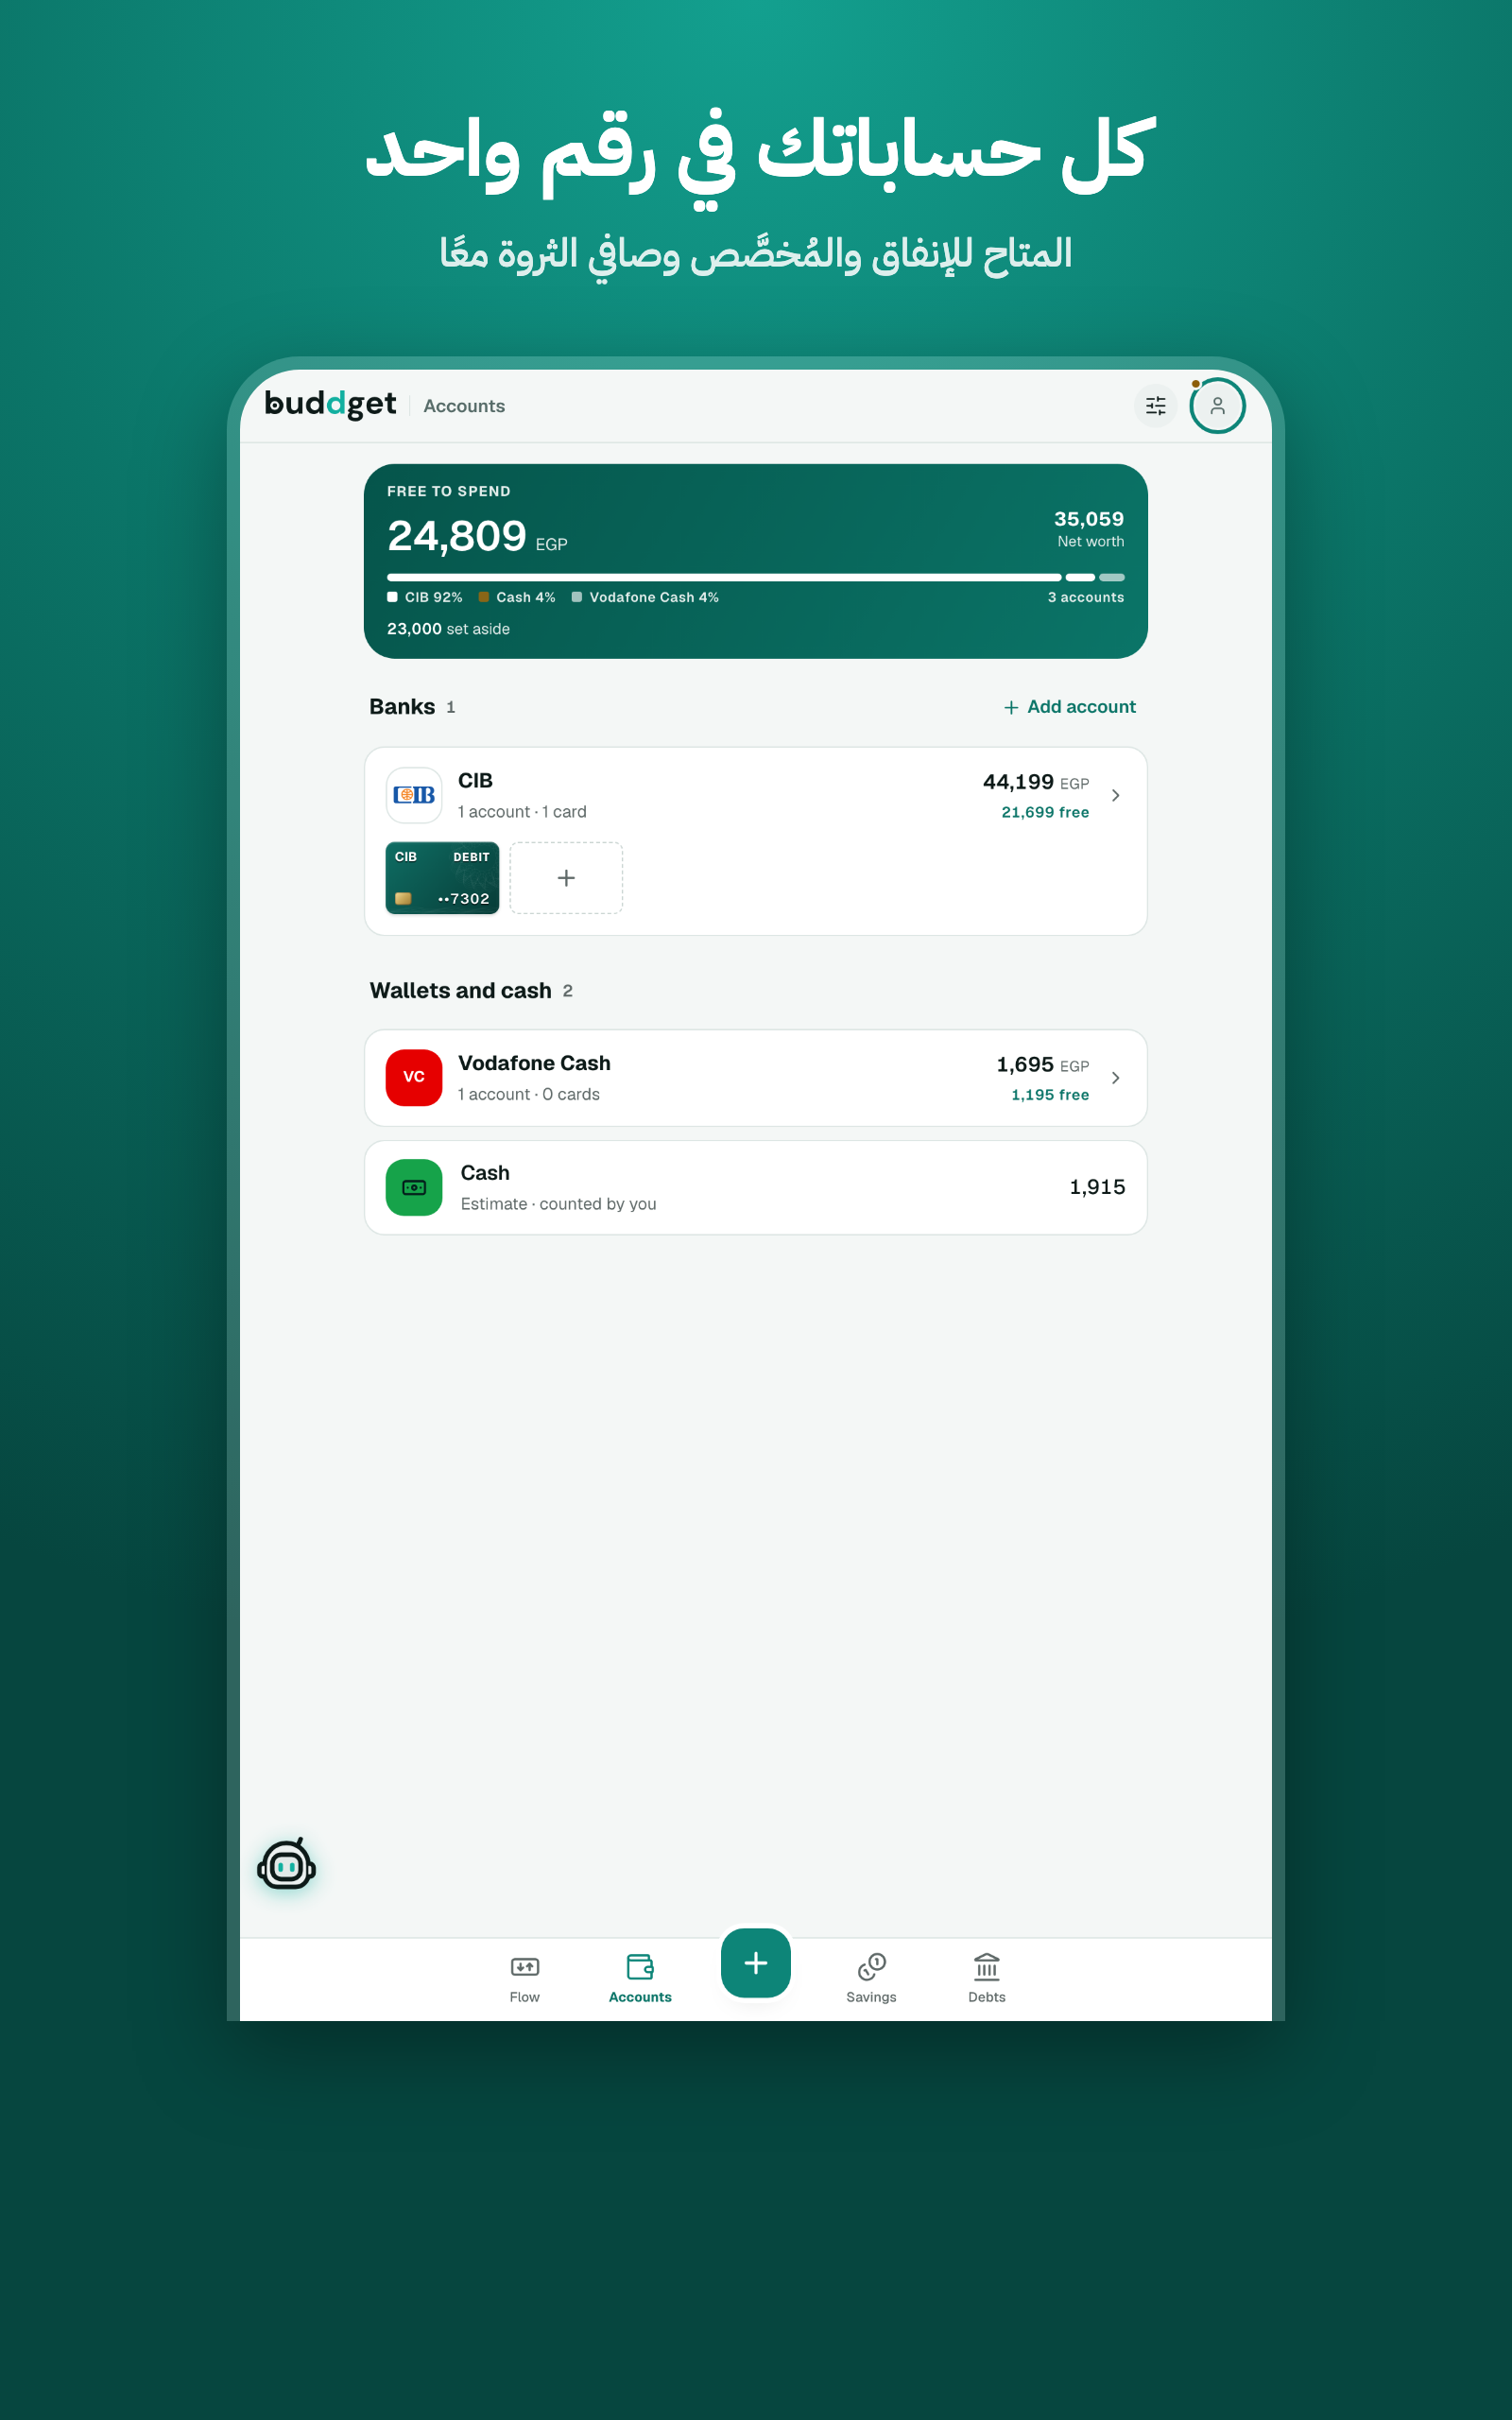 كل حساباتك في رقم واحد
المتاح للإنفاق والمُخصَّص وصافي الثروة معًا
buddget Accounts
FREE TO SPEND
24,809 EGP
35,059
Net worth
CIB 92% Cash 4% Vodafone Cash 4% 3 accounts
23,000 set aside
Banks 1 + Add account
CIB
CIB 44,199 EGP
1 account · 1 card 21,699 free
CIB DEBIT
••7302
Wallets and cash 2
VC
Vodafone Cash 1,695 EGP
1 account · 0 cards 1,195 free
Cash 1,915
Estimate · counted by you
Flow Accounts Savings Debts